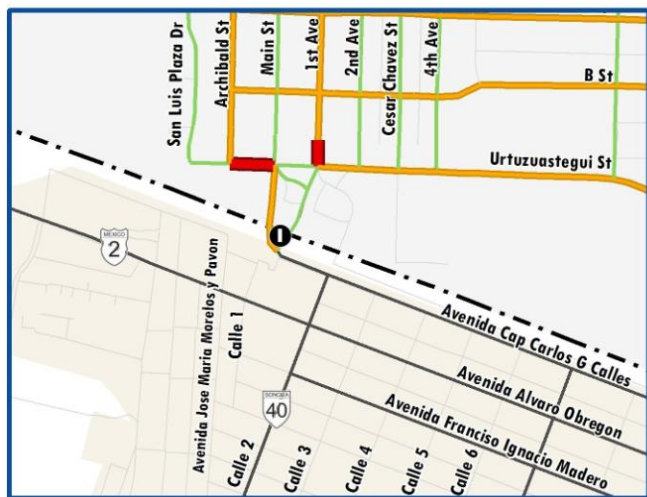 San Luis Plaza Dr
Archibald St
Main St
1st Ave
2nd Ave
Cesar Chavez St
4th Ave
B St
Urtuzuastegui St
MEXICO
2
Avenida Jose Maria Morelos y Pavon
Calle 1
Avenida Cap Carlos G Calles
Avenida Alvaro Obregon
Avenida Franciso Ignacio Madero
SONORA
40
Calle 2
Calle 3
Calle 4
Calle 5
Calle 6